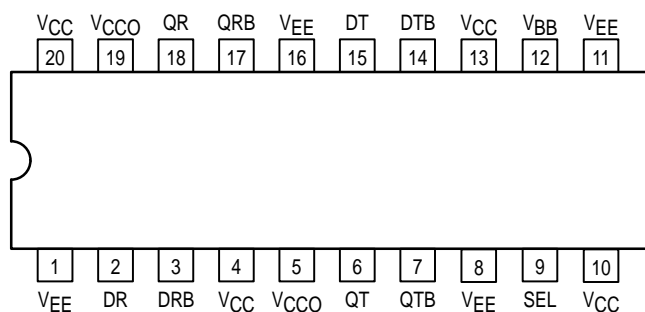 VCC VCCO QR QRB VEE DT DTB VCC VBB VEE
20 19 18 17 16 15 14 13 12 11
1 2 3 4 5 6 7 8 9 10
VEE DR DRB VCC VCCO QT QTB VEE SEL VCC